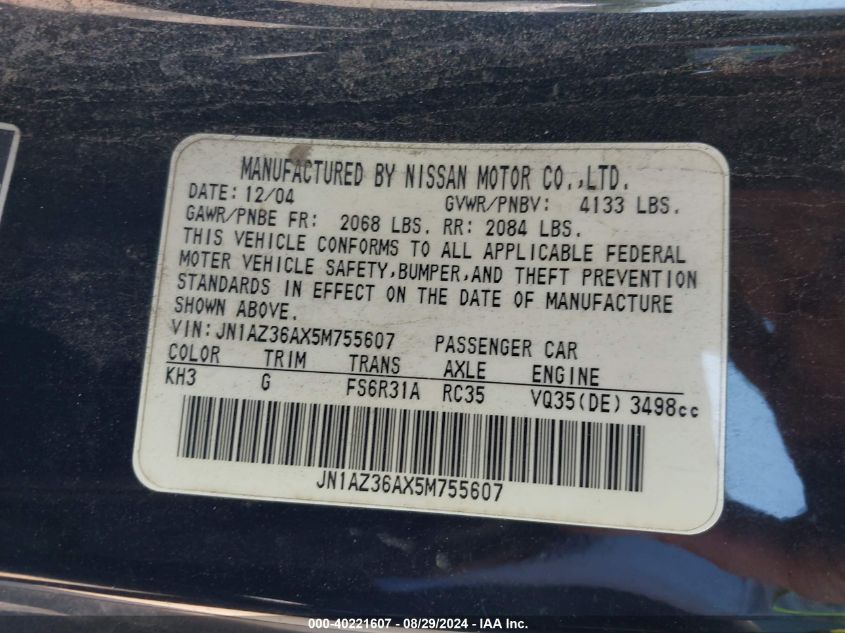 MANUFACTURED BY NISSAN MOTOR CO.,LTD.
DATE: 12/04 GVWR/PNBV: 4133 LBS.
GAWR/PNBE FR: 2068 LBS. RR: 2084 LBS.
THIS VEHICLE CONFORMS TO ALL APPLICABLE FEDERAL
MOTER VEHICLE SAFETY,BUMPER,AND THEFT PREVENTION
STANDARDS IN EFFECT ON THE DATE OF MANUFACTURE
SHOWN ABOVE.
VIN:JN1AZ36AX5M755607 PASSENGER CAR
COLOR TRIM TRANS AXLE ENGINE
KH3 G FS6R31A RC35 VQ35(DE) 3498cc
JN1AZ36AX5M755607
000-40221607 - 08/29/2024 - IAA Inc.